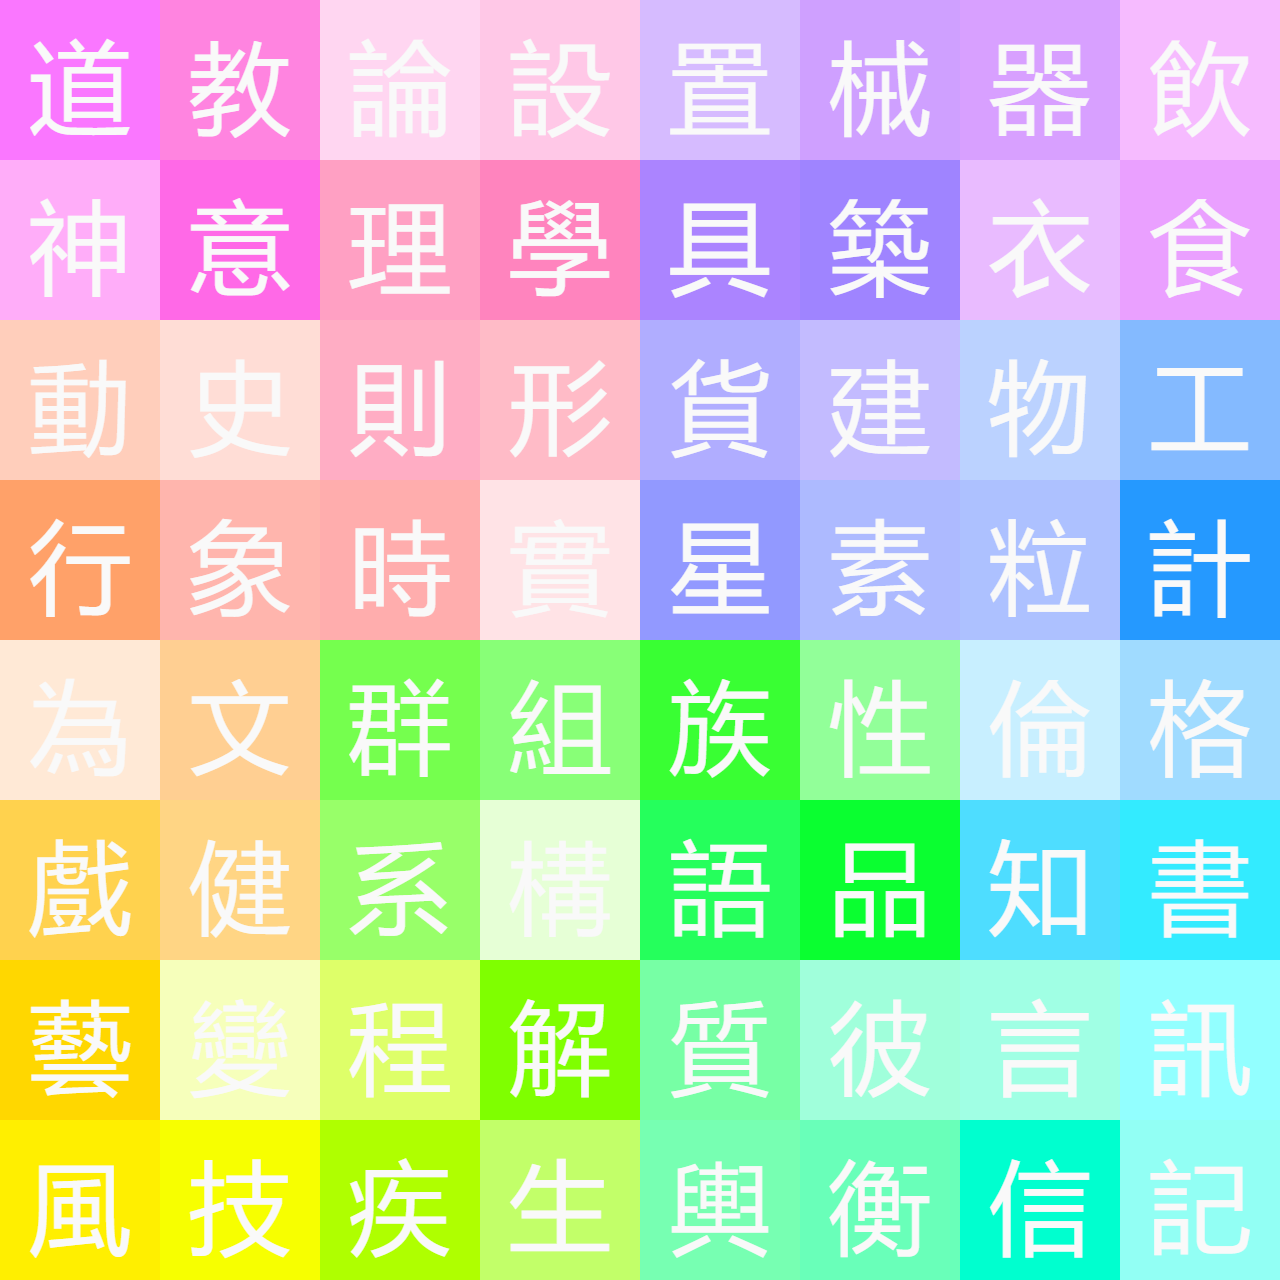 道教論設置械器飲
神意理學具築衣食
動史則形貨建物工
行象時實星素粒計
為文群組族性倫格
戲健系構語品知書
藝變程解質彼言訊
風技疾生輿衡信記